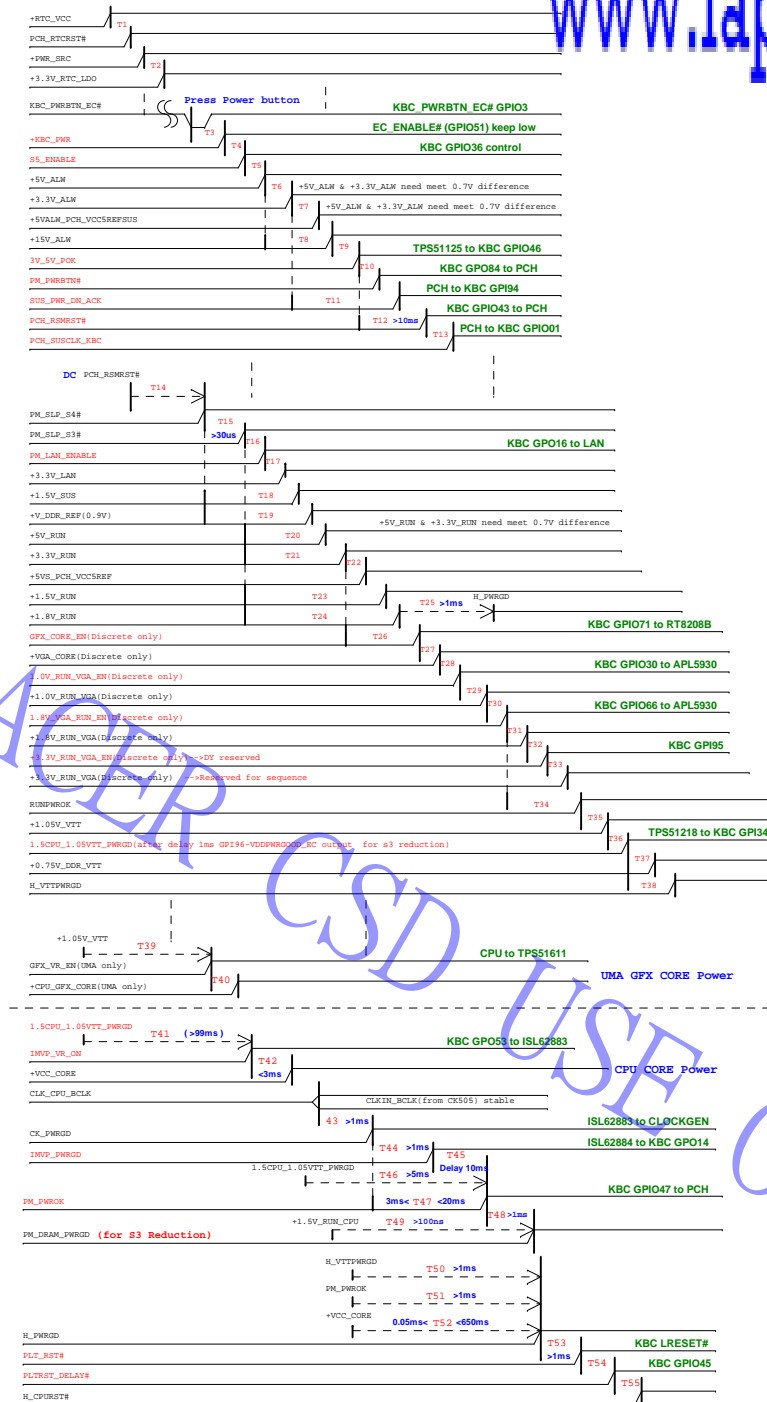 www.lap
+RTC_VCC
T1
PCH_RTCRST#
+PWR_SRC
T2
+3.3V_RTC_LDO
KBC_PWRBTN_EC#
Press Power button
KBC_PWRBTN_EC# GPIO3
T3
EC_ENABLE# (GPIO51) keep low
+KBC_PWR
T4
KBC GPIO36 control
S5_ENABLE
T5
+5V_ALW
T6
+5V_ALW & +3.3V_ALW need meet 0.7V difference
+3.3V_ALW
T7
+5V_ALW & +3.3V_ALW need meet 0.7V difference
+5VALW_PCH_VCC5REFSUS
+15V_ALW
T8
T9
TPS51125 to KBC GPIO46
3V_5V_POK
T10
KBC GPO84 to PCH
PM_PWRBTN#
PCH to KBC GPI94
SUS_PWR_DN_ACK
T11
KBC GPIO43 to PCH
PCH_RSMRST#
T12 >10ms
PCH to KBC GPIO01
T13
PCH_SUSCLK_KBC
DC PCH_RSMRST#
T14
PM_SLP_S4#
T15
PM_SLP_S3#
>30us
T16
KBC GPO16 to LAN
PM_LAN_ENABLE
T17
+3.3V_LAN
+1.5V_SUS
T18
+V_DDR_REF(0.9V)
T19
+5V_RUN & +3.3V_RUN need meet 0.7V difference
+5V_RUN
T20
+3.3V_RUN
T21
T22
+5VS_PCH_VCC5REF
+1.5V_RUN
T23
T25 >1ms
H_PWRGD
+1.8V_RUN
T24
KBC GPIO71 to RT8208B
GFX_CORE_EN(Discrete only)
T26
+VGA_CORE(Discrete only)
T27
T28
KBC GPIO30 to APL5930
1.0V_RUN_VGA_EN(Discrete only)
+1.0V_RUN_VGA(Discrete only)
T29
T30
KBC GPIO66 to APL5930
1.8V_VGA_RUN_EN(Discrete only)
+1.8V_RUN_VGA(Discrete only)
T31
T32
KBC GPI95
+3.3V_RUN_VGA_EN(Discrete only)-->DY reserved
T33
+3.3V_RUN_VGA(Discrete only) -->Reserved for sequence
RUNPWROK
T34
+1.05V_VTT
T35
TPS51218 to KBC GPI34
1.5CPU_1.05VTT_PWRGD(after delay 1ms GPI96-VDDPWRGOOD_EC output for s3 reduction)
T36
+0.75V_DDR_VTT
T37
H_VTTPWRGD
T38
+1.05V_VTT
T39
CPU to TPS51611
GFX_VR_EN(UMA only)
T40
UMA GFX CORE Power
+CPU_GFX_CORE(UMA only)
1.5CPU_1.05VTT_PWRGD
T41 (>99ms)
KBC GPO53 to ISL62883
IMVP_VR_ON
T42
<3ms
CPU CORE Power
+VCC_CORE
CLK_CPU_BCLK
CLKIN_BCLK(from CK505) stable
43 >1ms
ISL62883 to CLOCKGEN
CK_PWRGD
T44 >1ms
ISL62884 to KBC GPO14
IMVP_PWRGD
T45
Delay 10ms
1.5CPU_1.05VTT_PWRGD
T46 >5ms
KBC GPIO47 to PCH
PM_PWROK
3ms< T47 <20ms
T48 >1ms
+1.5V_RUN_CPU
T49 >100ns
PM_DRAM_PWRGD (for S3 Reduction)
H_VTTPWRGD
T50 >1ms
PM_PWROK
T51 >1ms
+VCC_CORE
0.05ms< T52 <650ms
H_PWRGD
T53
>1ms
KBC LRESET#
PLT_RST#
T54
KBC GPIO45
PLTRST_DELAY#
T55
H_CPURST#
ACER CSD USE O